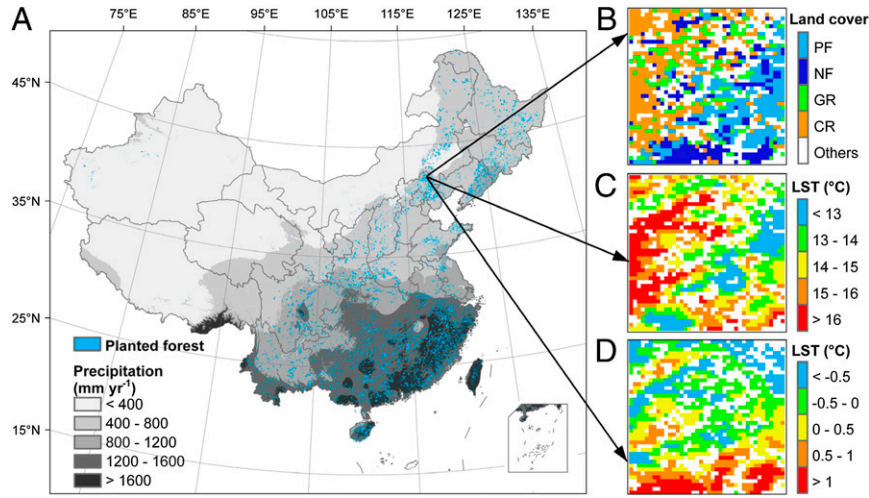 A
75°E 85°E 95°E 105°E 115°E 125°E 135°E
45°N
35°N
25°N
15°N
Planted forest
Precipitation
(mm yr-1)
< 400
400 - 800
800 - 1200
1200 - 1600
> 1600
B
Land cover
PF
NF
GR
CR
Others
C
LST (°C)
< 13
13 - 14
14 - 15
15 - 16
> 16
D
LST (°C)
< -0.5
-0.5 - 0
0 - 0.5
0.5 - 1
> 1